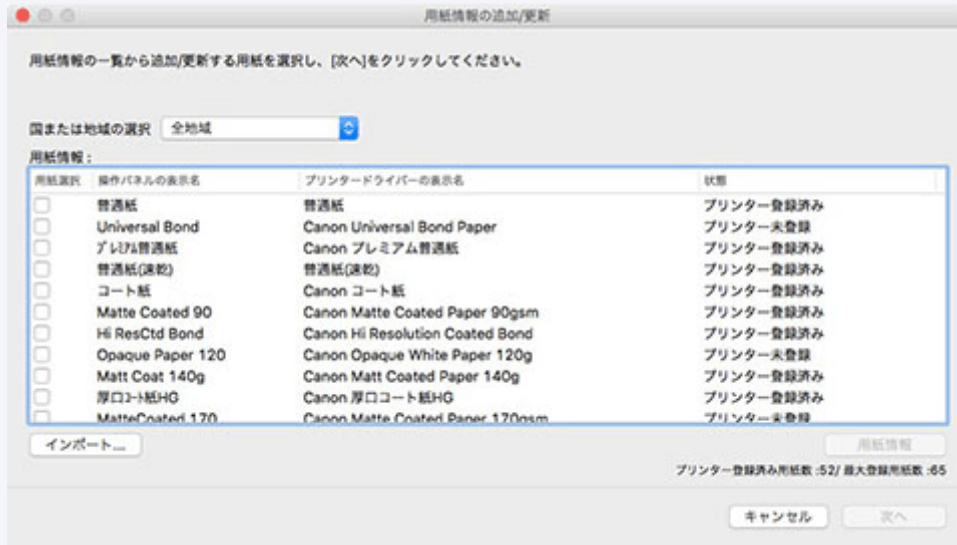 用紙情報の追加/更新
用紙情報の一覧から追加/更新する用紙を選択し、[次へ]をクリックしてください。
国または地域の選択 全地域
用紙情報：
用紙選択 操作パネルの表示名 プリンタードライバーの表示名 状態
普通紙 普通紙 プリンター登録済み
Universal Bond Canon Universal Bond Paper プリンター未登録
ﾌﾟﾚﾐｱﾑ普通紙 Canon プレミアム普通紙 プリンター登録済み
普通紙(速乾) 普通紙(速乾) プリンター登録済み
コート紙 Canon コート紙 プリンター登録済み
Matte Coated 90 Canon Matte Coated Paper 90gsm プリンター登録済み
Hi ResCtd Bond Canon Hi Resolution Coated Bond プリンター登録済み
Opaque Paper 120 Canon Opaque White Paper 120g プリンター未登録
Matt Coat 140g Canon Matt Coated Paper 140g プリンター登録済み
厚口ｺｰﾄ紙HG Canon 厚口コート紙HG プリンター登録済み
MatteCoated 170 Canon Matte Coated Paper 170gsm プリンター未登録
インポート... 用紙情報
プリンター登録済み用紙数 :52/ 最大登録用紙数 :65
キャンセル 次へ